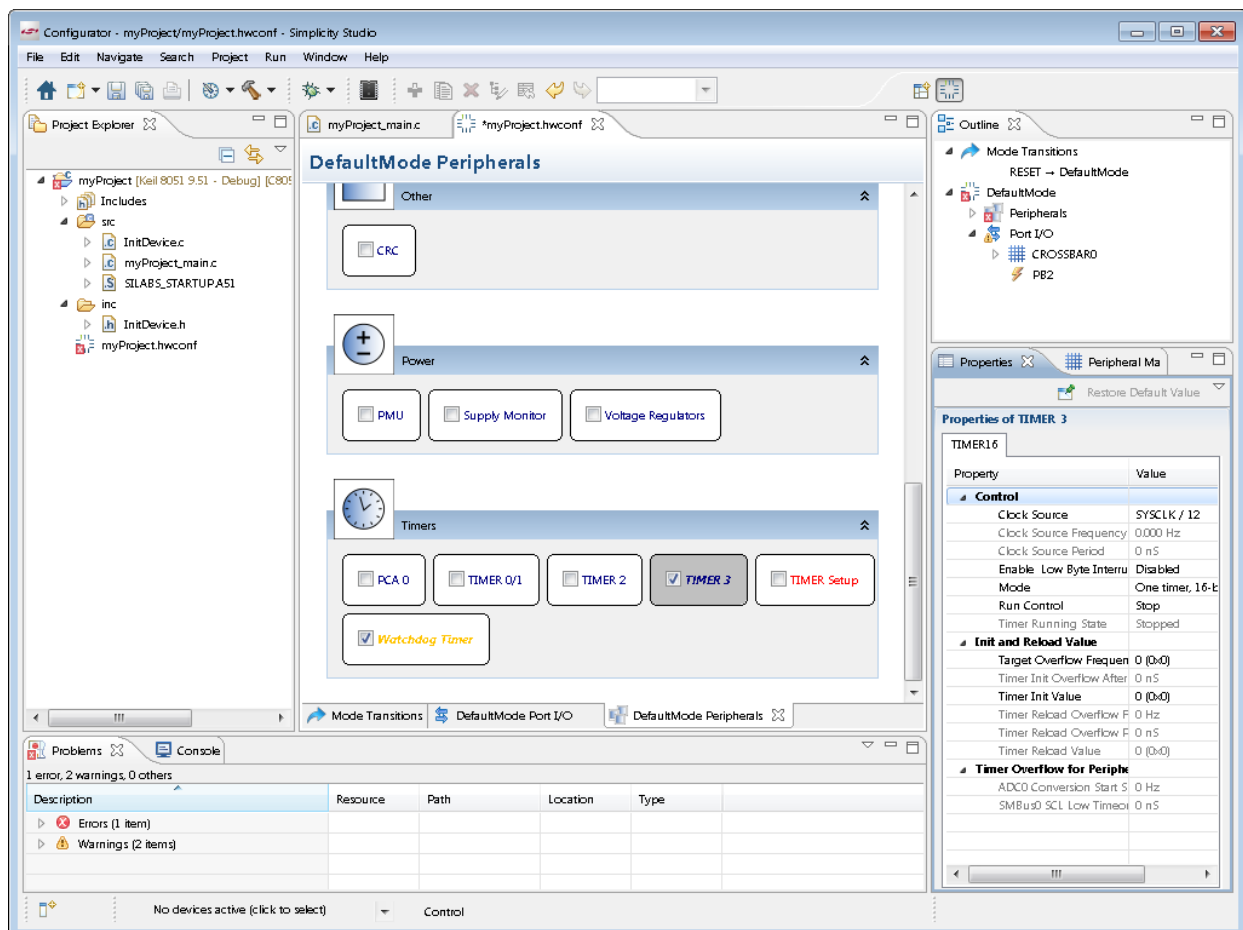 Configurator - myProject/myProject.hwconf - Simplicity Studio
File Edit Navigate Search Project Run Window Help
Project Explorer
myProject [Keil 8051 9.51 - Debug] [C80
Includes
src
InitDevice.c
myProject_main.c
SILABS_STARTUP.A51
inc
InitDevice.h
myProject.hwconf
myProject_main.c *myProject.hwconf
DefaultMode Peripherals
Other
CRC
Power
PMU Supply Monitor Voltage Regulators
Timers
PCA 0 TIMER 0/1 TIMER 2 TIMER 3 TIMER Setup
Watchdog Timer
Mode Transitions DefaultMode Port I/O DefaultMode Peripherals
Outline
Mode Transitions
RESET → DefaultMode
DefaultMode
Peripherals
Port I/O
CROSSBAR0
PB2
Properties Peripheral Ma
Restore Default Value
Properties of TIMER 3
TIMER16
Property Value
Control
Clock Source SYSCLK / 12
Clock Source Frequency 0.000 Hz
Clock Source Period 0 nS
Enable Low Byte Interru Disabled
Mode One timer, 16-b
Run Control Stop
Timer Running State Stopped
Init and Reload Value
Target Overflow Frequen 0 (0x0)
Timer Init Overflow After 0 nS
Timer Init Value 0 (0x0)
Timer Reload Overflow F 0 Hz
Timer Reload Overflow P 0 nS
Timer Reload Value 0 (0x0)
Timer Overflow for Periphe
ADC0 Conversion Start S 0 Hz
SMBus0 SCL Low Timeou 0 nS
Problems Console
1 error, 2 warnings, 0 others
Description Resource Path Location Type
Errors (1 item)
Warnings (2 items)
No devices active (click to select) Control